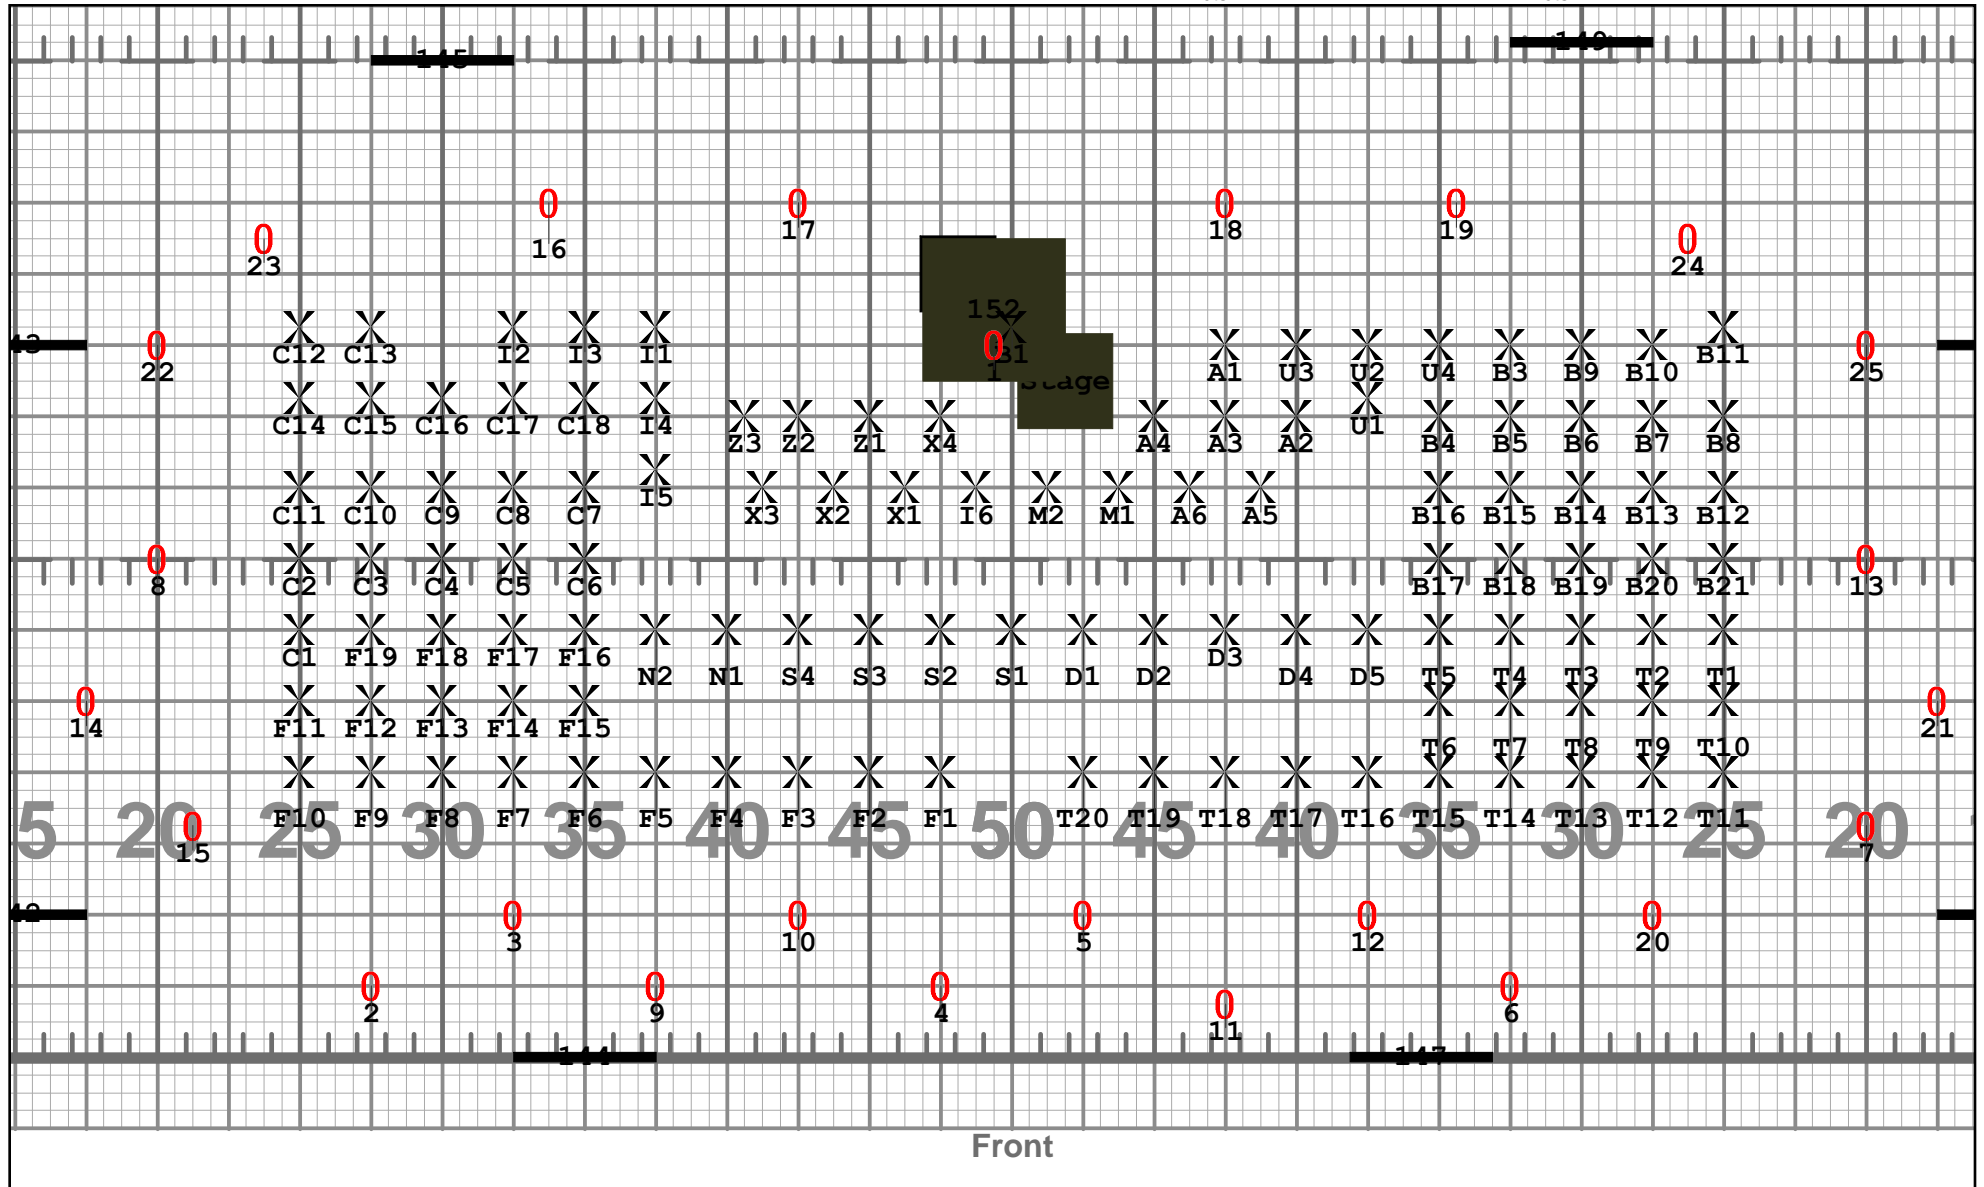 145 149
16 17 18 19
23 24
152
C12 C13 I2 I3 I1 B1 B11
22 1 A1 U3 U2 U4 B3 B9 B10 25
Stage
C14 C15 C16 C17 C18 I4 U1
Z3 Z2 Z1 X4 A4 A3 A2 B4 B5 B6 B7 B8
I5
C11 C10 C9 C8 C7 X3 X2 X1 I6 M2 M1 A6 A5 B16 B15 B14 B13 B12
8 C2 C3 C4 C5 C6 B17 B18 B19 B20 B21 13
C1 F19 F18 F17 F16 D3
N2 N1 S4 S3 S2 S1 D1 D2 D4 D5 T5 T4 T3 T2 T1
14 F11 F12 F13 F14 F15 21
T6 T7 T8 T9 T10
F10 F9 F8 F7 F6 F5 F4 F3 F2 F1 T20 T19 T18 T17 T16 T15 T14 T13 T12 T11
5 20 25 30 35 40 45 50 45 40 35 30 25 20
15 7
3 10 5 12 20
2 9 4 11 6
144 147
Front